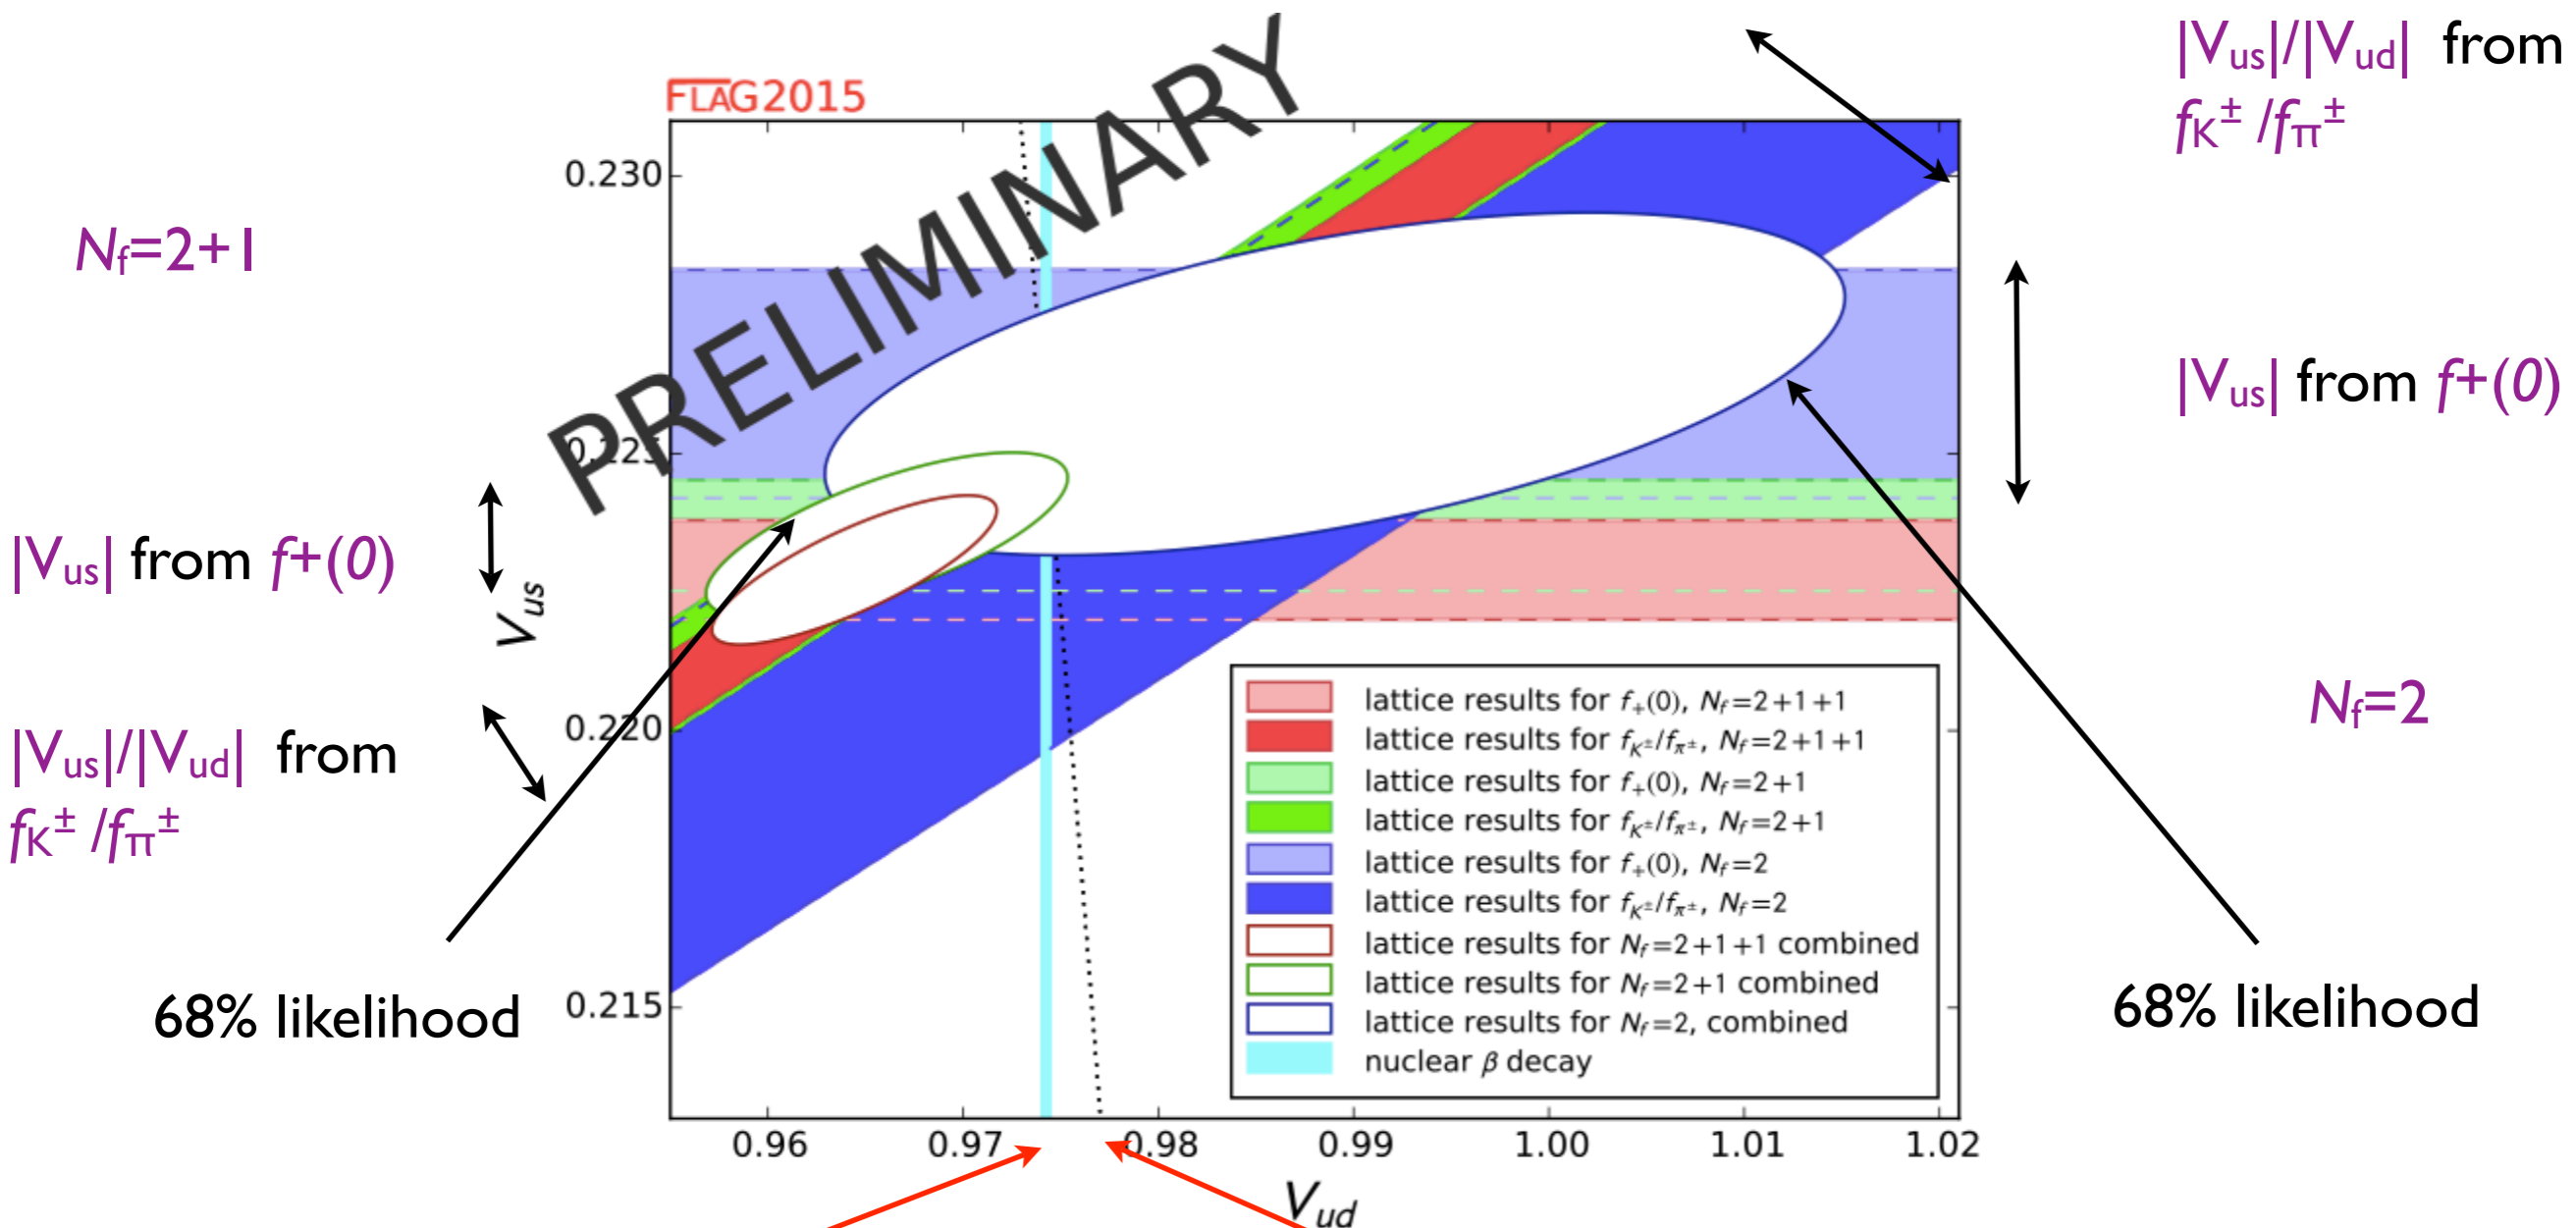 |Vus|/|Vud| from
fK± /fπ±
FLAG2015
PRELIMINARY
Nf=2+1
|Vus| from f+(0)
|Vus| from f+(0)
|Vus|/|Vud| from
fK± /fπ±
Nf=2
68% likelihood
68% likelihood
0.230
0.225
0.220
0.215
Vus
lattice results for f+(0), Nf=2+1+1
lattice results for fK±/fπ±, Nf=2+1+1
lattice results for f+(0), Nf=2+1
lattice results for fK±/fπ±, Nf=2+1
lattice results for f+(0), Nf=2
lattice results for fK±/fπ±, Nf=2
lattice results for Nf=2+1+1 combined
lattice results for Nf=2+1 combined
lattice results for Nf=2, combined
nuclear β decay
0.96 0.97 0.98 0.99 1.00 1.01 1.02
Vud